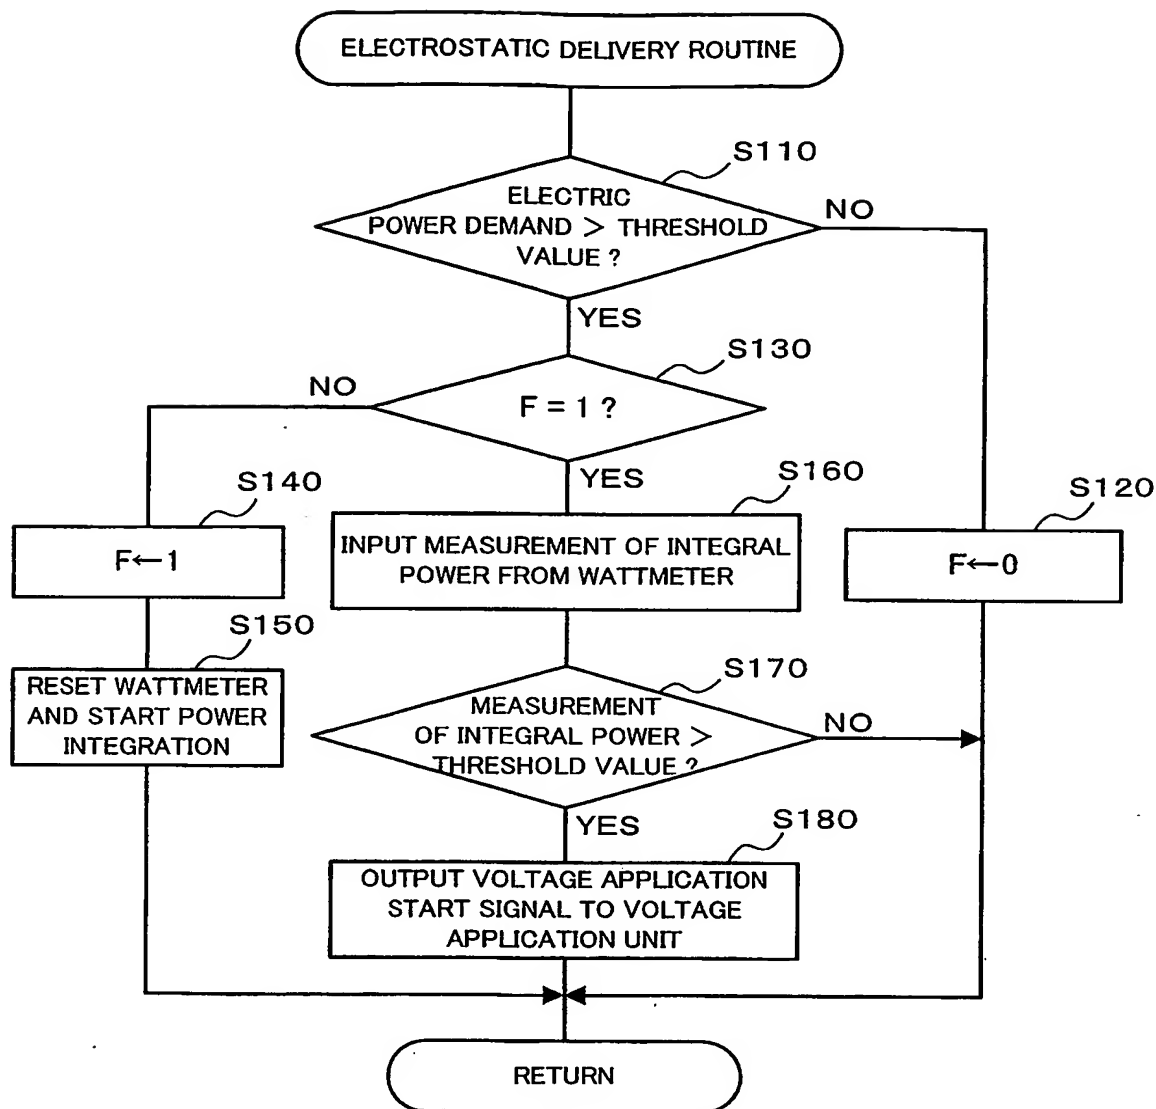 ELECTROSTATIC DELIVERY ROUTINE
S110
ELECTRIC
POWER DEMAND > THRESHOLD
VALUE ?
NO
YES
S130
NO
F = 1 ?
YES
S160
S140
S120
F←1
INPUT MEASUREMENT OF INTEGRAL
POWER FROM WATTMETER
F←0
S150
RESET WATTMETER
AND START POWER
INTEGRATION
S170
MEASUREMENT
OF INTEGRAL POWER >
THRESHOLD VALUE ?
NO
YES
S180
OUTPUT VOLTAGE APPLICATION
START SIGNAL TO VOLTAGE
APPLICATION UNIT
RETURN